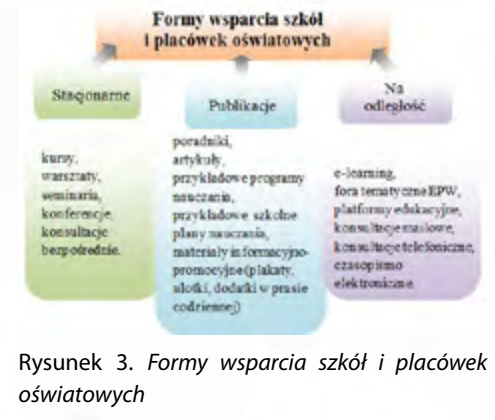 Formy wsparcia szkół
i placówek oświatowych
Stacjonarne
kursy,
warsztaty,
seminaria,
konferencje,
konsultacje
bezpośrednie.
Publikacje
poradniki,
artykuły,
przykładowe programy
nauczania,
przykładowe szkolne
plany nauczania,
materiały informacyjno-
promocyjne (plakaty,
ulotki, dodatki w prasie
codziennej)
Na
odległość
e-learning,
fora tematyczne EPW,
platformy edukacyjne,
konsultacje mailowe,
konsultacje telefoniczne,
czasopismo
elektroniczne.
Rysunek 3. Formy wsparcia szkół i placówek
oświatowych